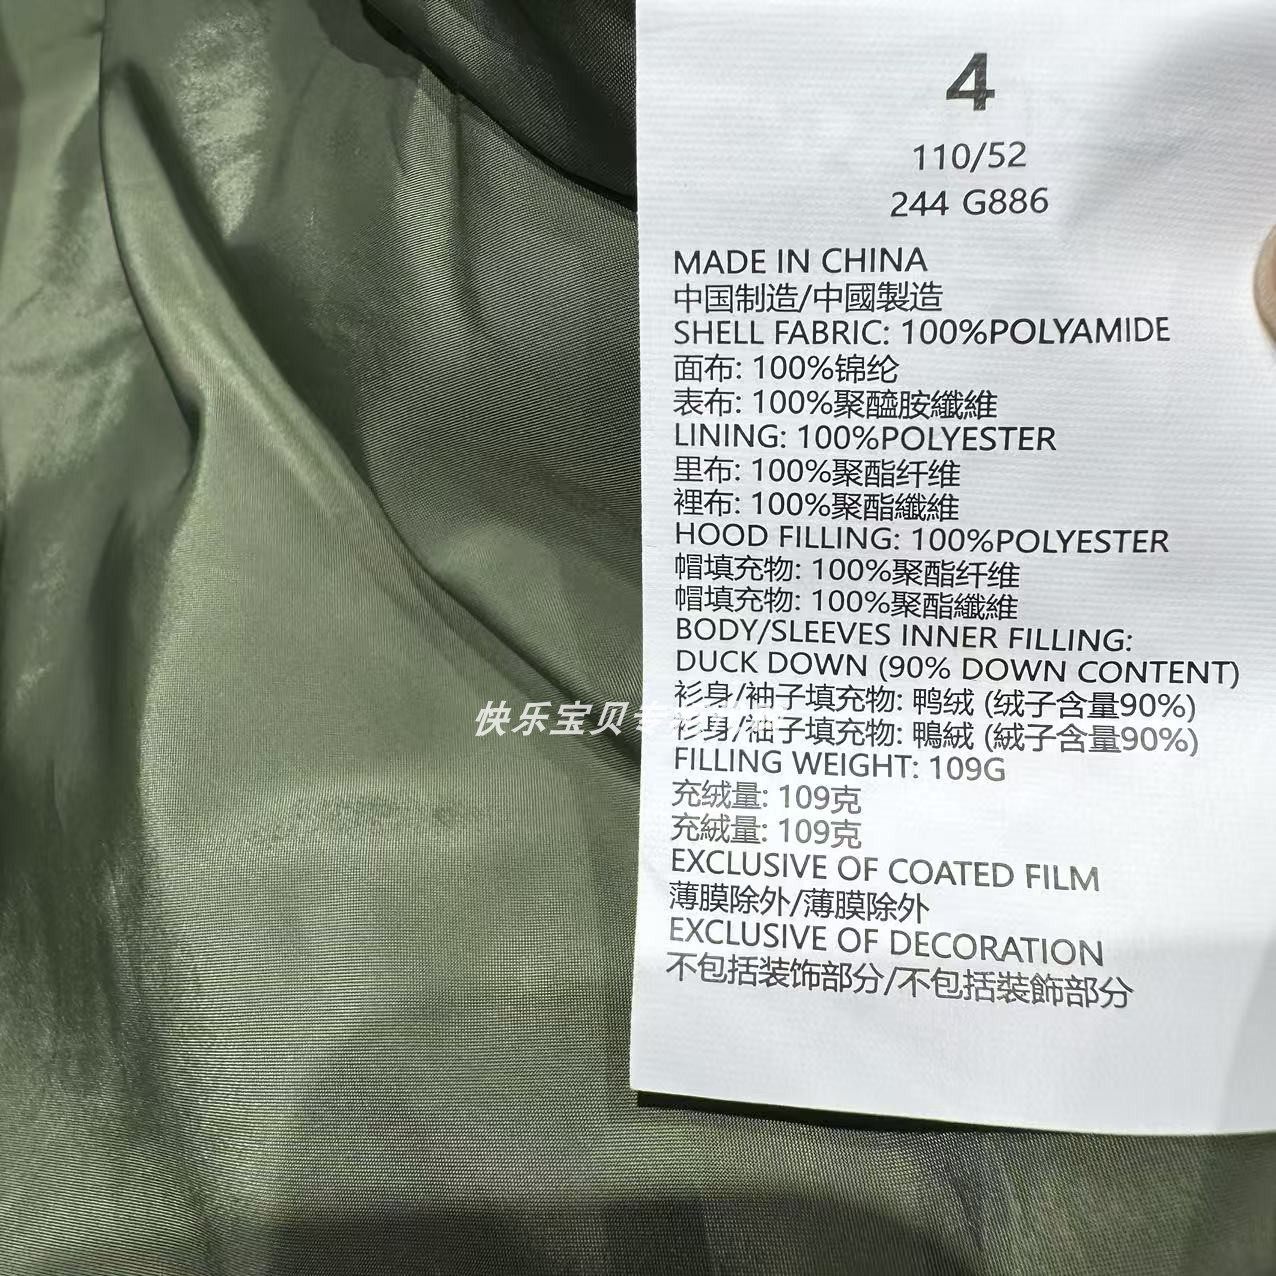 4
110/52
244 G886
MADE IN CHINA
中国制造/中國製造
SHELL FABRIC: 100%POLYAMIDE
面布: 100%锦纶
表布: 100%聚醯胺纖維
LINING: 100%POLYESTER
里布: 100%聚酯纤维
裡布: 100%聚酯纖維
HOOD FILLING: 100%POLYESTER
帽填充物: 100%聚酯纤维
帽填充物: 100%聚酯纖維
BODY/SLEEVES INNER FILLING:
DUCK DOWN (90% DOWN CONTENT)
衫身/袖子填充物: 鸭绒 (绒子含量90%)
快乐宝贝
衫身/袖子填充物: 鴨絨 (絨子含量90%)
FILLING WEIGHT: 109G
充绒量: 109克
充絨量: 109克
EXCLUSIVE OF COATED FILM
薄膜除外/薄膜除外
EXCLUSIVE OF DECORATION
不包括装饰部分/不包括裝飾部分